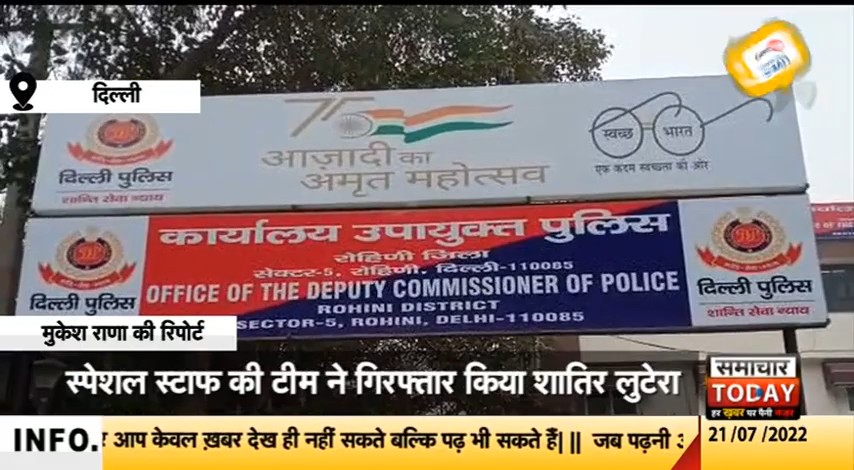 दिल्ली
दिल्ली पुलिस
शान्ति सेवा न्याय
75
आज़ादी का
अमृत महोत्सव
स्वच्छ भारत
एक कदम स्वच्छता की ओर
दिल्ली पुलिस
कार्यालय उपायुक्त पुलिस
रोहिणी जिला
सेक्टर-5, रोहिणी, दिल्ली-110085
OFFICE OF THE DEPUTY COMMISSIONER OF POLICE
ROHINI DISTRICT
SECTOR-5, ROHINI, DELHI-110085
दिल्ली पुलिस
शान्ति सेवा न्याय
मुकेश राणा की रिपोर्ट
स्पेशल स्टाफ की टीम ने गिरफ्तार किया शातिर लुटेरा
समाचार
TODAY
हर खबर पर पैनी नजर
INFO.
आप केवल ख़बर देख ही नहीं सकते बल्कि पढ़ भी सकते हैं| || जब पढ़नी
21/07/2022